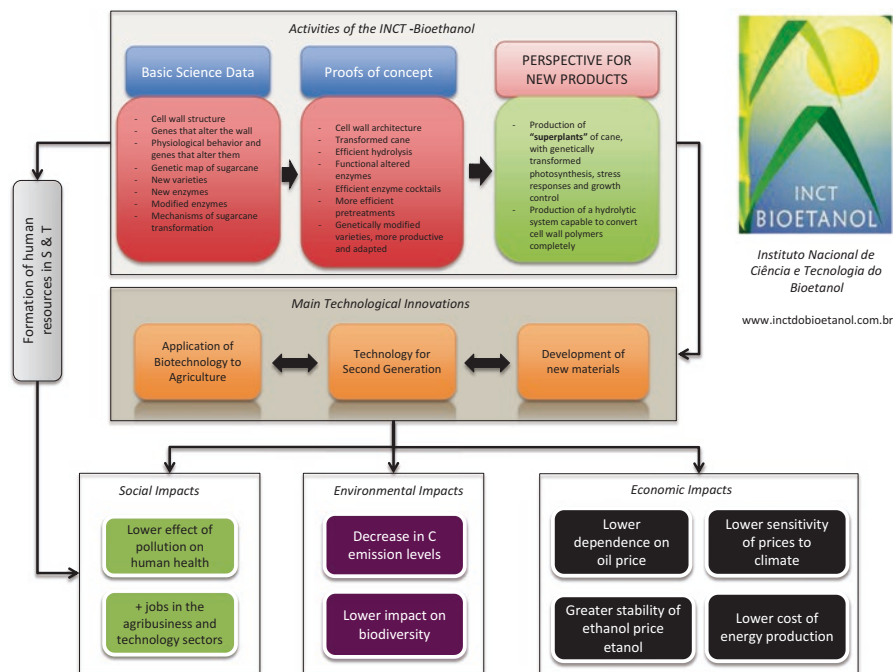 Activities of the INCT -Bioethanol
Basic Science Data
- Cell wall structure
- Genes that alter the wall
- Physiological behavior and
genes that alter them
- Genetic map of sugarcane
- New varieties
- New enzymes
- Modified enzymes
- Mechanisms of sugarcane
transformation
Proofs of concept
- Cell wall architecture
- Transformed cane
- Efficient hydrolysis
- Functional altered
enzymes
- Efficient enzyme cocktails
- More efficient
pretreatments
- Genetically modified
varieties, more productive
and adapted
PERSPECTIVE FOR
NEW PRODUCTS
- Production of
“superplants” of cane,
with genetically
transformed
photosynthesis, stress
responses and growth
control
- Production of a hydrolytic
system capable to convert
cell wall polymers
completely
INCT
BIOETANOL
Instituto Nacional de
Ciência e Tecnologia do
Bioetanol
www.inctdobioetanol.com.br
Formation of human
resources in S & T
Main Technological Innovations
Application of
Biotechnology to
Agriculture
Technology for
Second Generation
Development of
new materials
Social Impacts
Lower effect of
pollution on
human health
+ jobs in the
agribusiness and
technology sectors
Environmental Impacts
Decrease in C
emission levels
Lower impact on
biodiversity
Economic Impacts
Lower
dependence on
oil price
Lower sensitivity
of prices to
climate
Greater stability of
ethanol price
etanol
Lower cost of
energy production